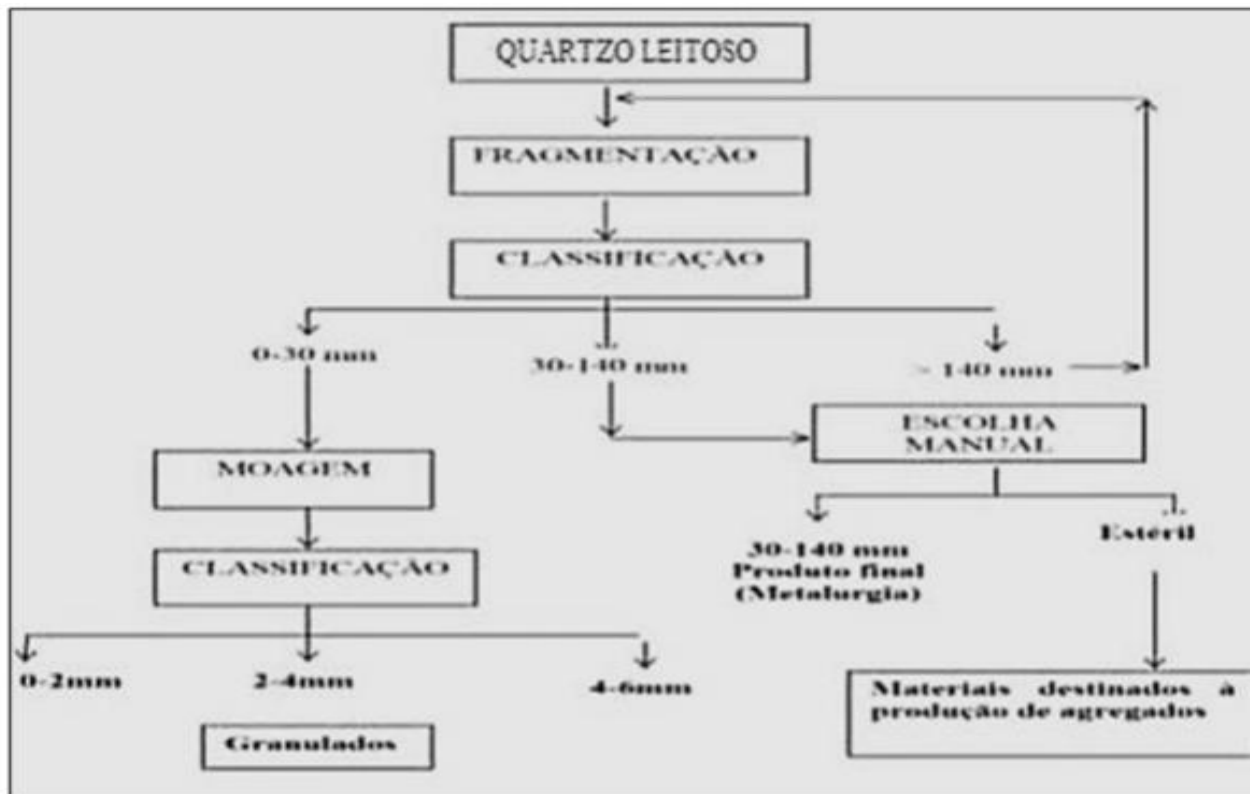 QUARTZO LEITOSO
FRAGMENTAÇÃO
CLASSIFICAÇÃO
0-30 mm
30-140 mm
> 140 mm
ESCOLHA
MANUAL
MOAGEM
CLASSIFICAÇÃO
30-140 mm
Produto final
(Metalurgia)
Estéril
0-2mm
2-4mm
4-6mm
Granulados
Materiais destinados à
produção de agregados